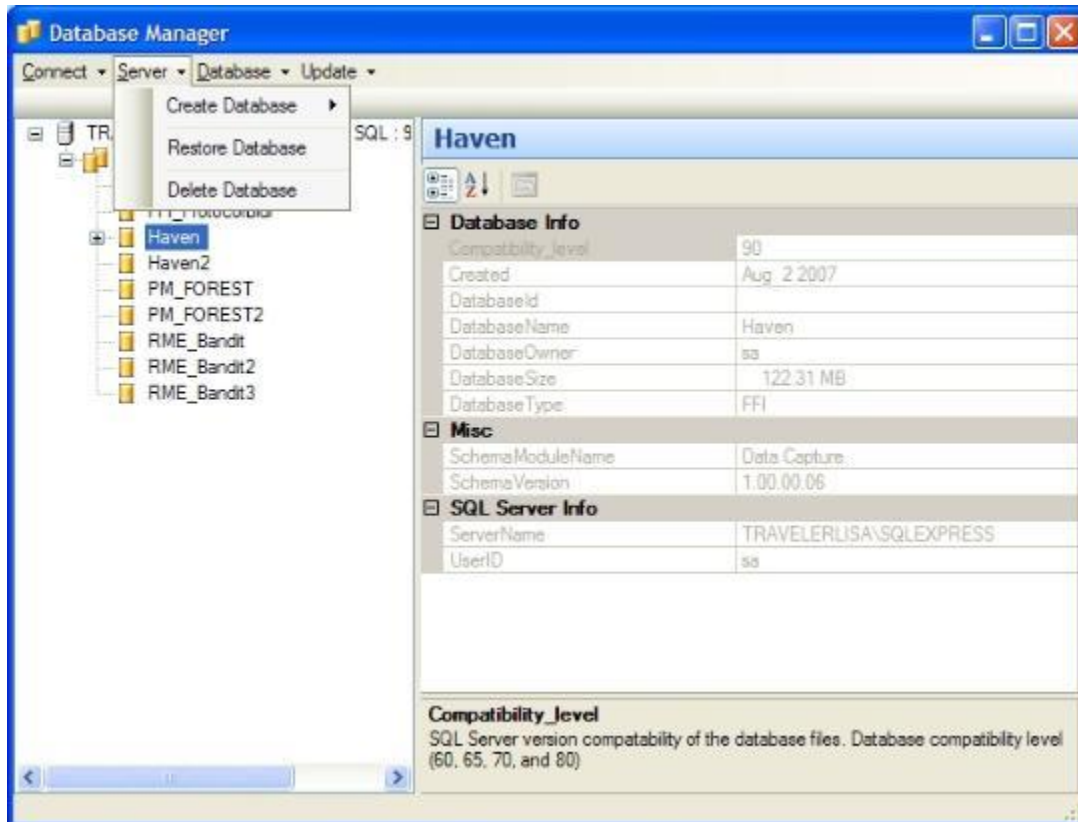 Database Manager
Connect Server Database Update
Create Database
Restore Database
Delete Database
TR SQL : 9
Haven
Haven2
PM_FOREST
PM_FOREST2
RME_Bandit
RME_Bandit2
RME_Bandit3
Haven
Database Info
Compatibility_level 90
Created Aug 2 2007
DatabaseId
DatabaseName Haven
DatabaseOwner sa
DatabaseSize 122.31 MB
DatabaseType FFI
Misc
SchemaModuleName Data Capture
SchemaVersion 1.00.00.06
SQL Server Info
ServerName TRAVELERLISA\SQLEXPRESS
UserID sa
Compatibility_level
SQL Server version compatability of the database files. Database compatibility level
(60, 65, 70, and 80)